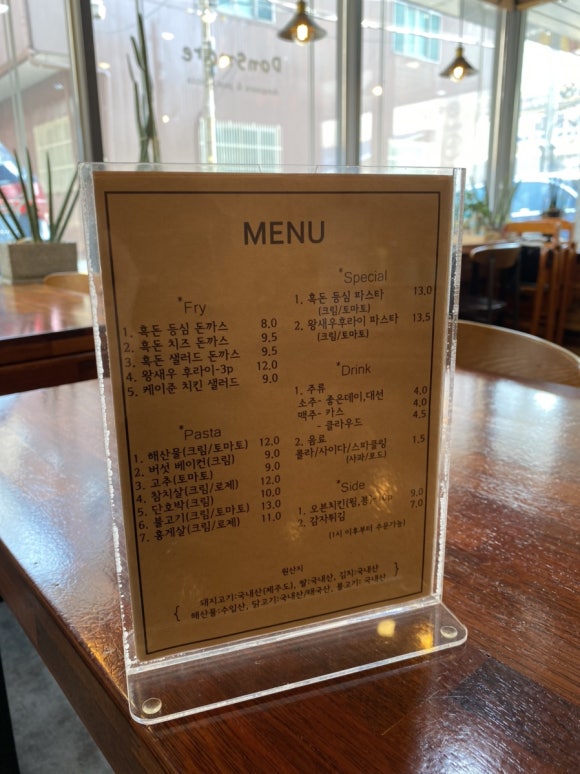 MENU
*Fry
1. 흑돈 등심 돈까스 8,0
2. 흑돈 치즈 돈까스 9.5
3. 흑돈 샐러드 돈까스 9.5
4. 왕새우 후라이-3p 12.0
5. 케이준 치킨 샐러드 9.0
*Pasta
1. 해산물(크림/토마토) 12,0
2. 버섯 베이컨(크림) 9.0
3. 고추(토마토) 9.0
4. 참치살(크림/로제) 12.0
5. 단호박(크림) 10.0
6. 불고기(크림/토마토) 13.0
7. 홍게살(크림/로제) 11.0
*Special
1. 흑돈 등심 파스타 13.0
(크림/토마토)
2. 왕새우후라이 파스타 13.5
(크림/토마토)
*Drink
1. 주류
소주- 좋은데이,대선 4,0
맥주- 카스 4,0
- 클라우드 4,5
2. 음료 1,5
콜라/사이다/스파클링
(사과/포도)
*Side
1. 오븐치킨 9,0
2. 감자튀김 7,0
(1시 이후부터 주문가능)
원산지
{ 돼지고기:국내산(제주도), 쌀:국내산, 김치:국내산 }
해산물:수입산, 닭고기:국내산/태국산, 불고기: 국내산